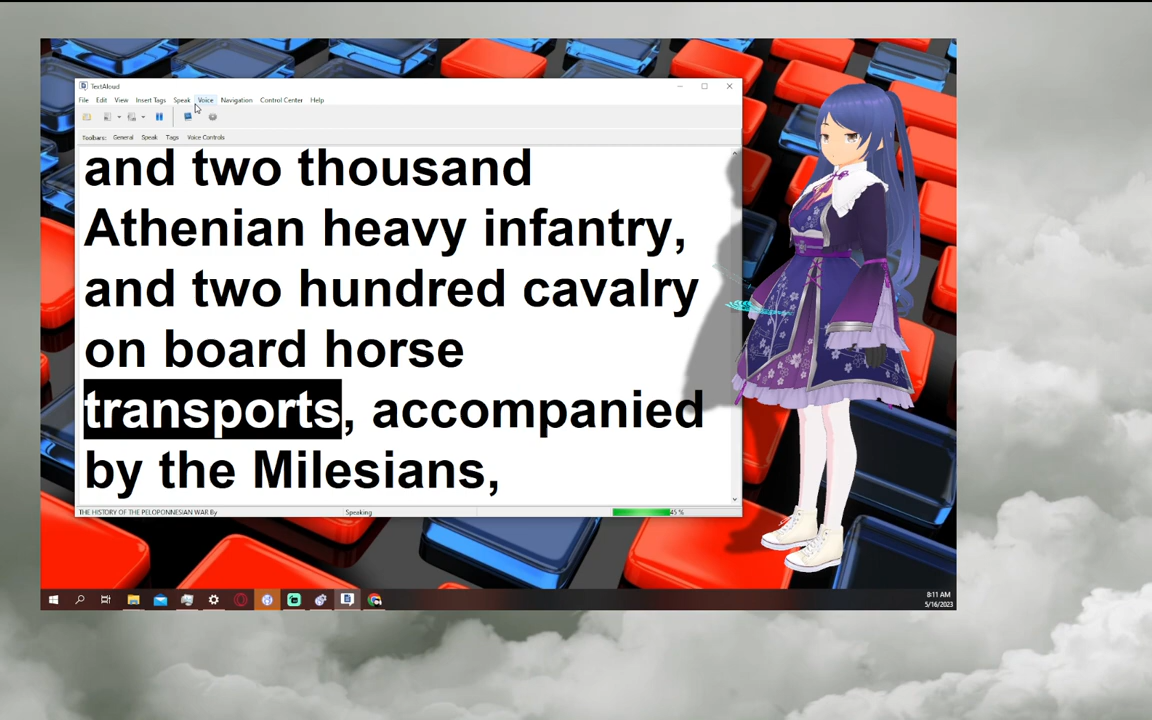 TextAloud
File Edit View Insert Tags Speak Voice Navigation Control Center Help
Toolbars: General Speak Tags Voice Controls
and two thousand
Athenian heavy infantry,
and two hundred cavalry
on board horse
transports, accompanied
by the Milesians,
THE HISTORY OF THE PELOPONNESIAN WAR By Speaking 45 %
8:11 AM
5/16/2023